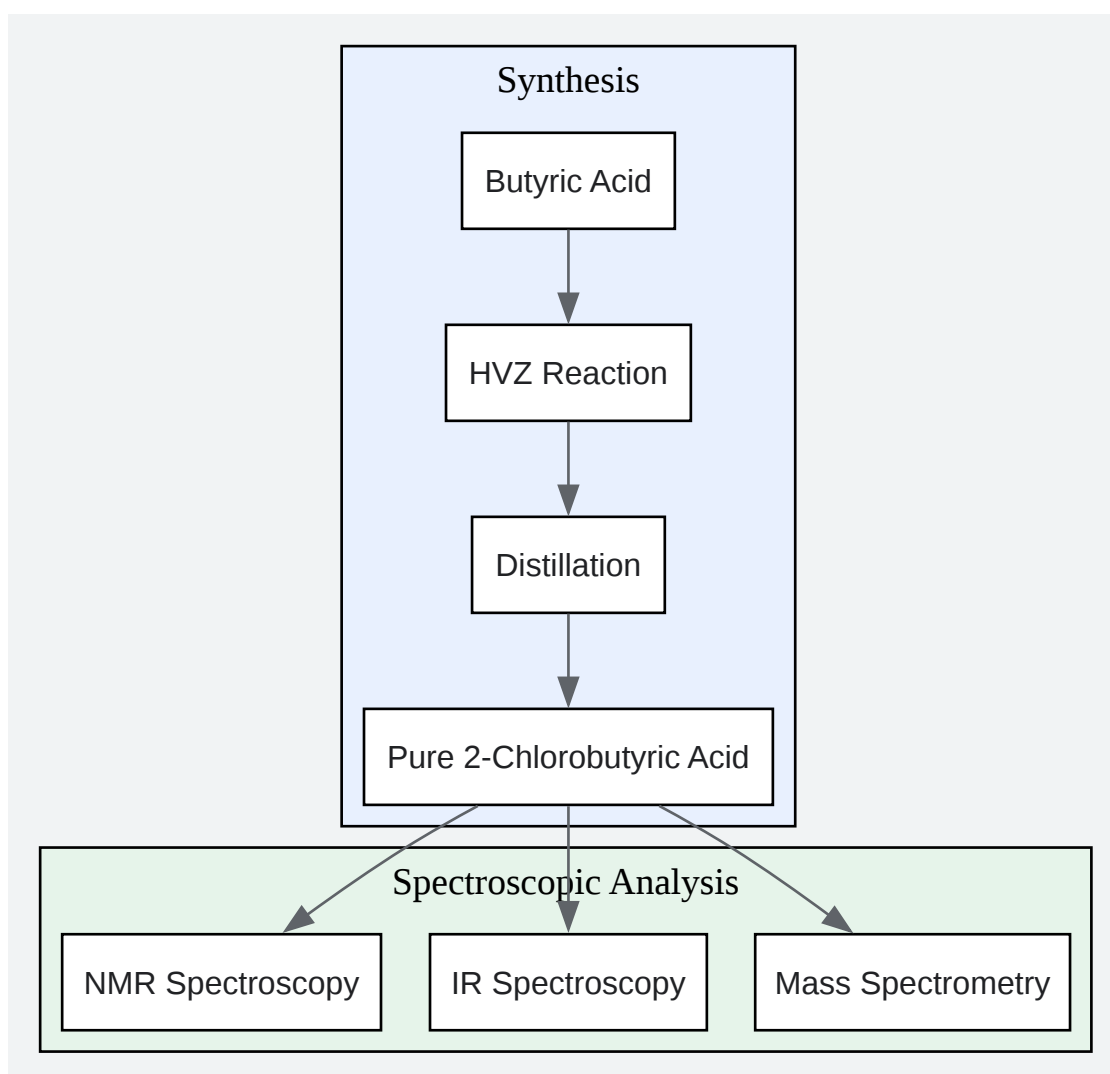 Synthesis
Butyric Acid
HVZ Reaction
Distillation
Pure 2-Chlorobutyric Acid
Spectroscopic Analysis
NMR Spectroscopy
IR Spectroscopy
Mass Spectrometry